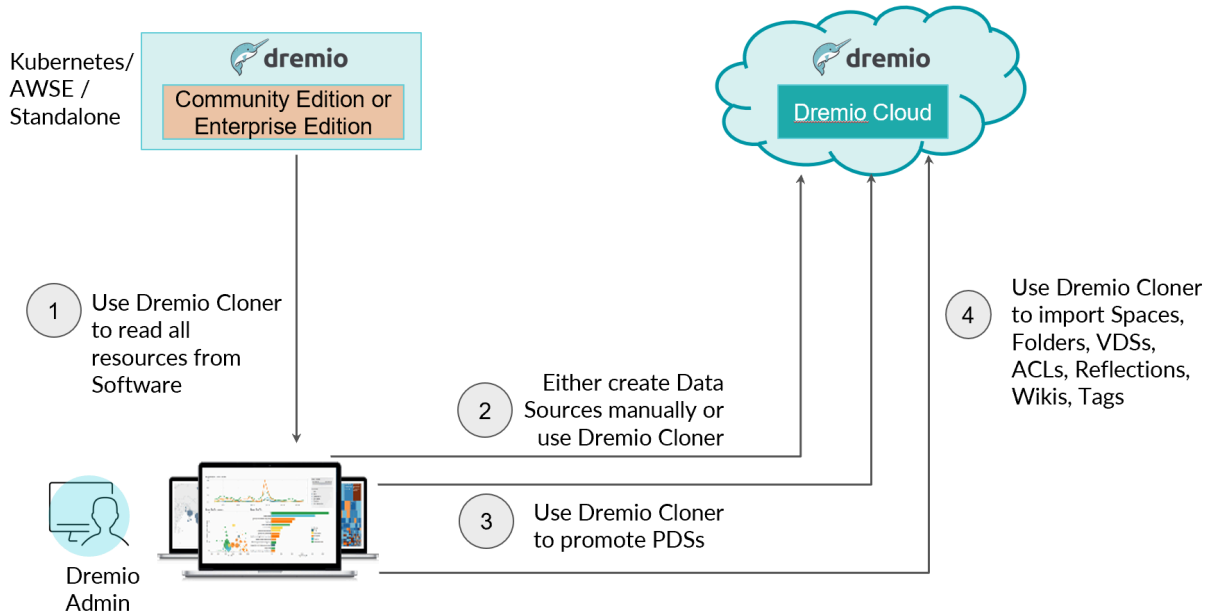 Kubernetes/
AWSE /
Standalone
dremio
Community Edition or
Enterprise Edition
dremio
Dremio Cloud
1
Use Dremio Cloner
to read all
resources from
Software
2
Either create Data
Sources manually or
use Dremio Cloner
3
Use Dremio Cloner
to promote PDSs
4
Use Dremio Cloner
to import Spaces,
Folders, VDSs,
ACLs, Reflections,
Wikis, Tags
Dremio
Admin